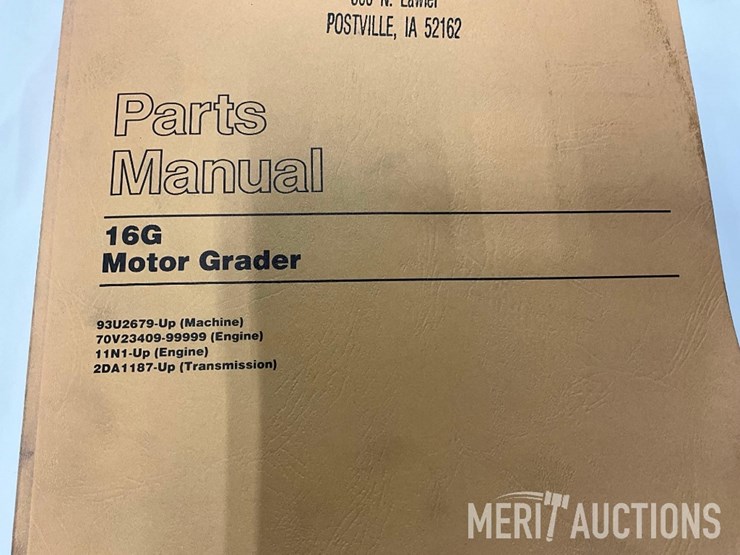 N. Lawler
POSTVILLE, IA 52162
Parts
Manual
16G
Motor Grader
93U2679-Up (Machine)
70V23409-99999 (Engine)
11N1-Up (Engine)
2DA1187-Up (Transmission)
MERIT AUCTIONS